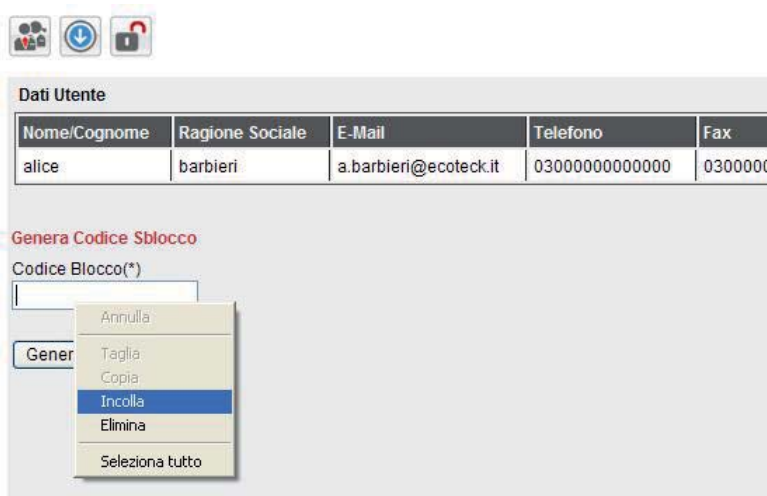 Dati Utente
Nome/Cognome Ragione Sociale E-Mail Telefono Fax
alice barbieri a.barbieri@ecoteck.it 03000000000000
Genera Codice Sblocco
Codice Blocco(*)
Annulla
Taglia
Copia
Incolla
Elimina
Seleziona tutto